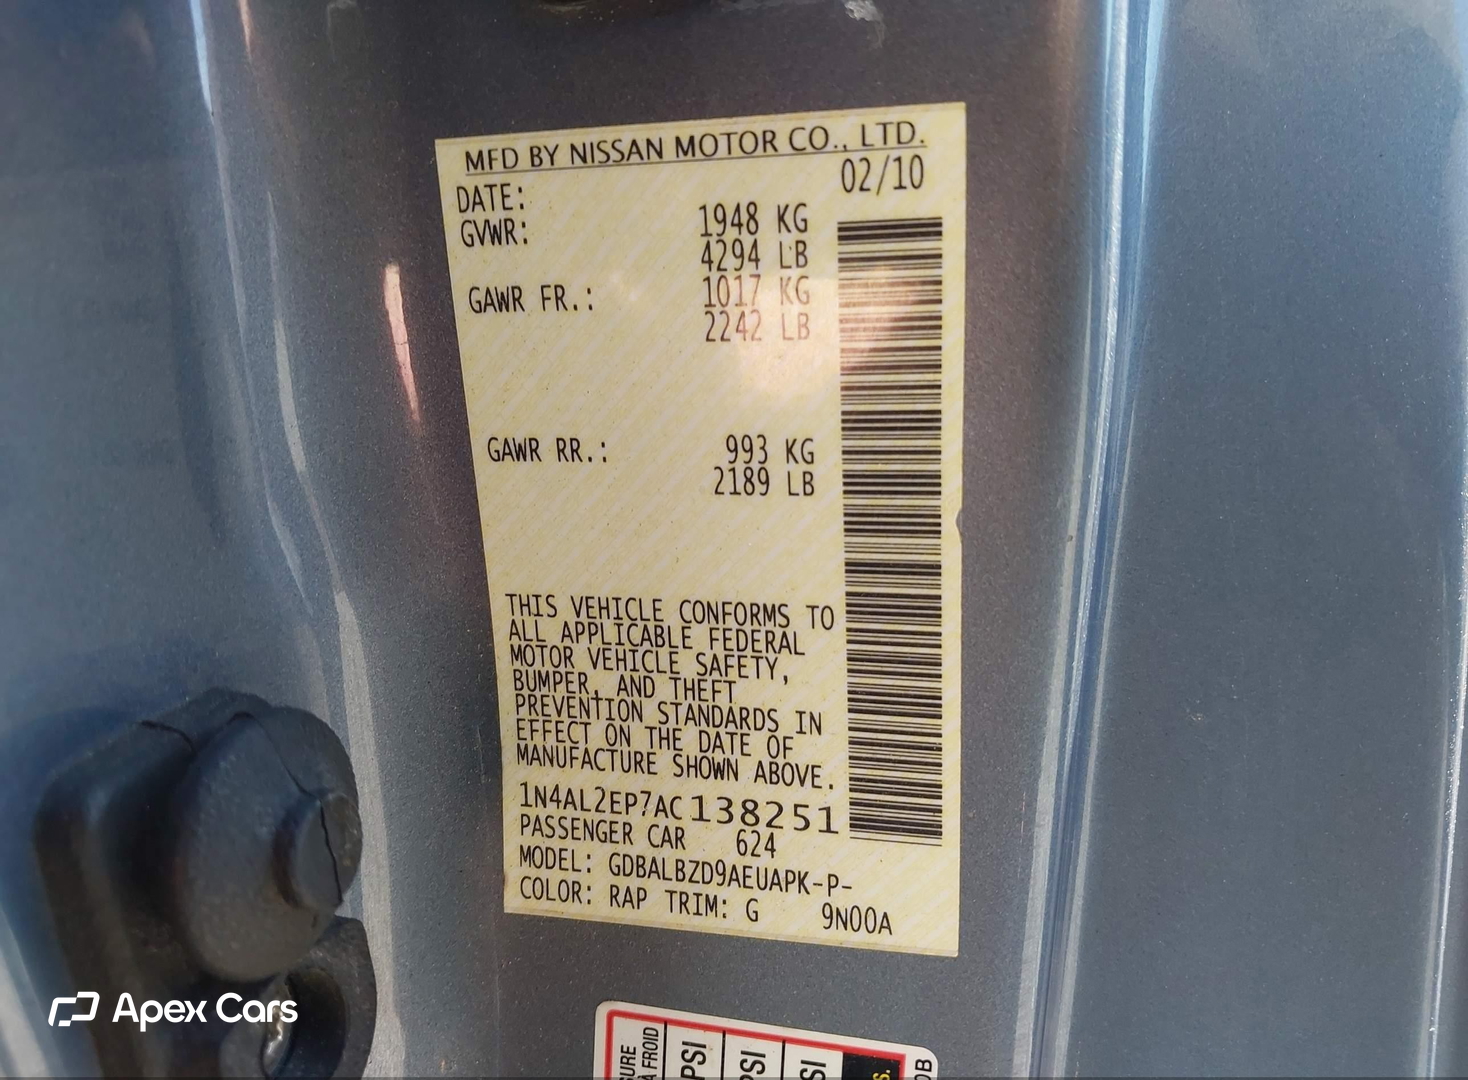 MFD BY NISSAN MOTOR CO., LTD.
DATE: 02/10
GVWR: 1948 KG
4294 LB
GAWR FR.: 1017 KG
2242 LB
GAWR RR.: 993 KG
2189 LB
THIS VEHICLE CONFORMS TO
ALL APPLICABLE FEDERAL
MOTOR VEHICLE SAFETY,
BUMPER, AND THEFT
PREVENTION STANDARDS IN
EFFECT ON THE DATE OF
MANUFACTURE SHOWN ABOVE.
1N4AL2EP7AC138251
PASSENGER CAR 624
MODEL: GDBALBZD9AEUAPK-P-
COLOR: RAP TRIM: G 9N00A
Apex Cars
À FROID
PSI